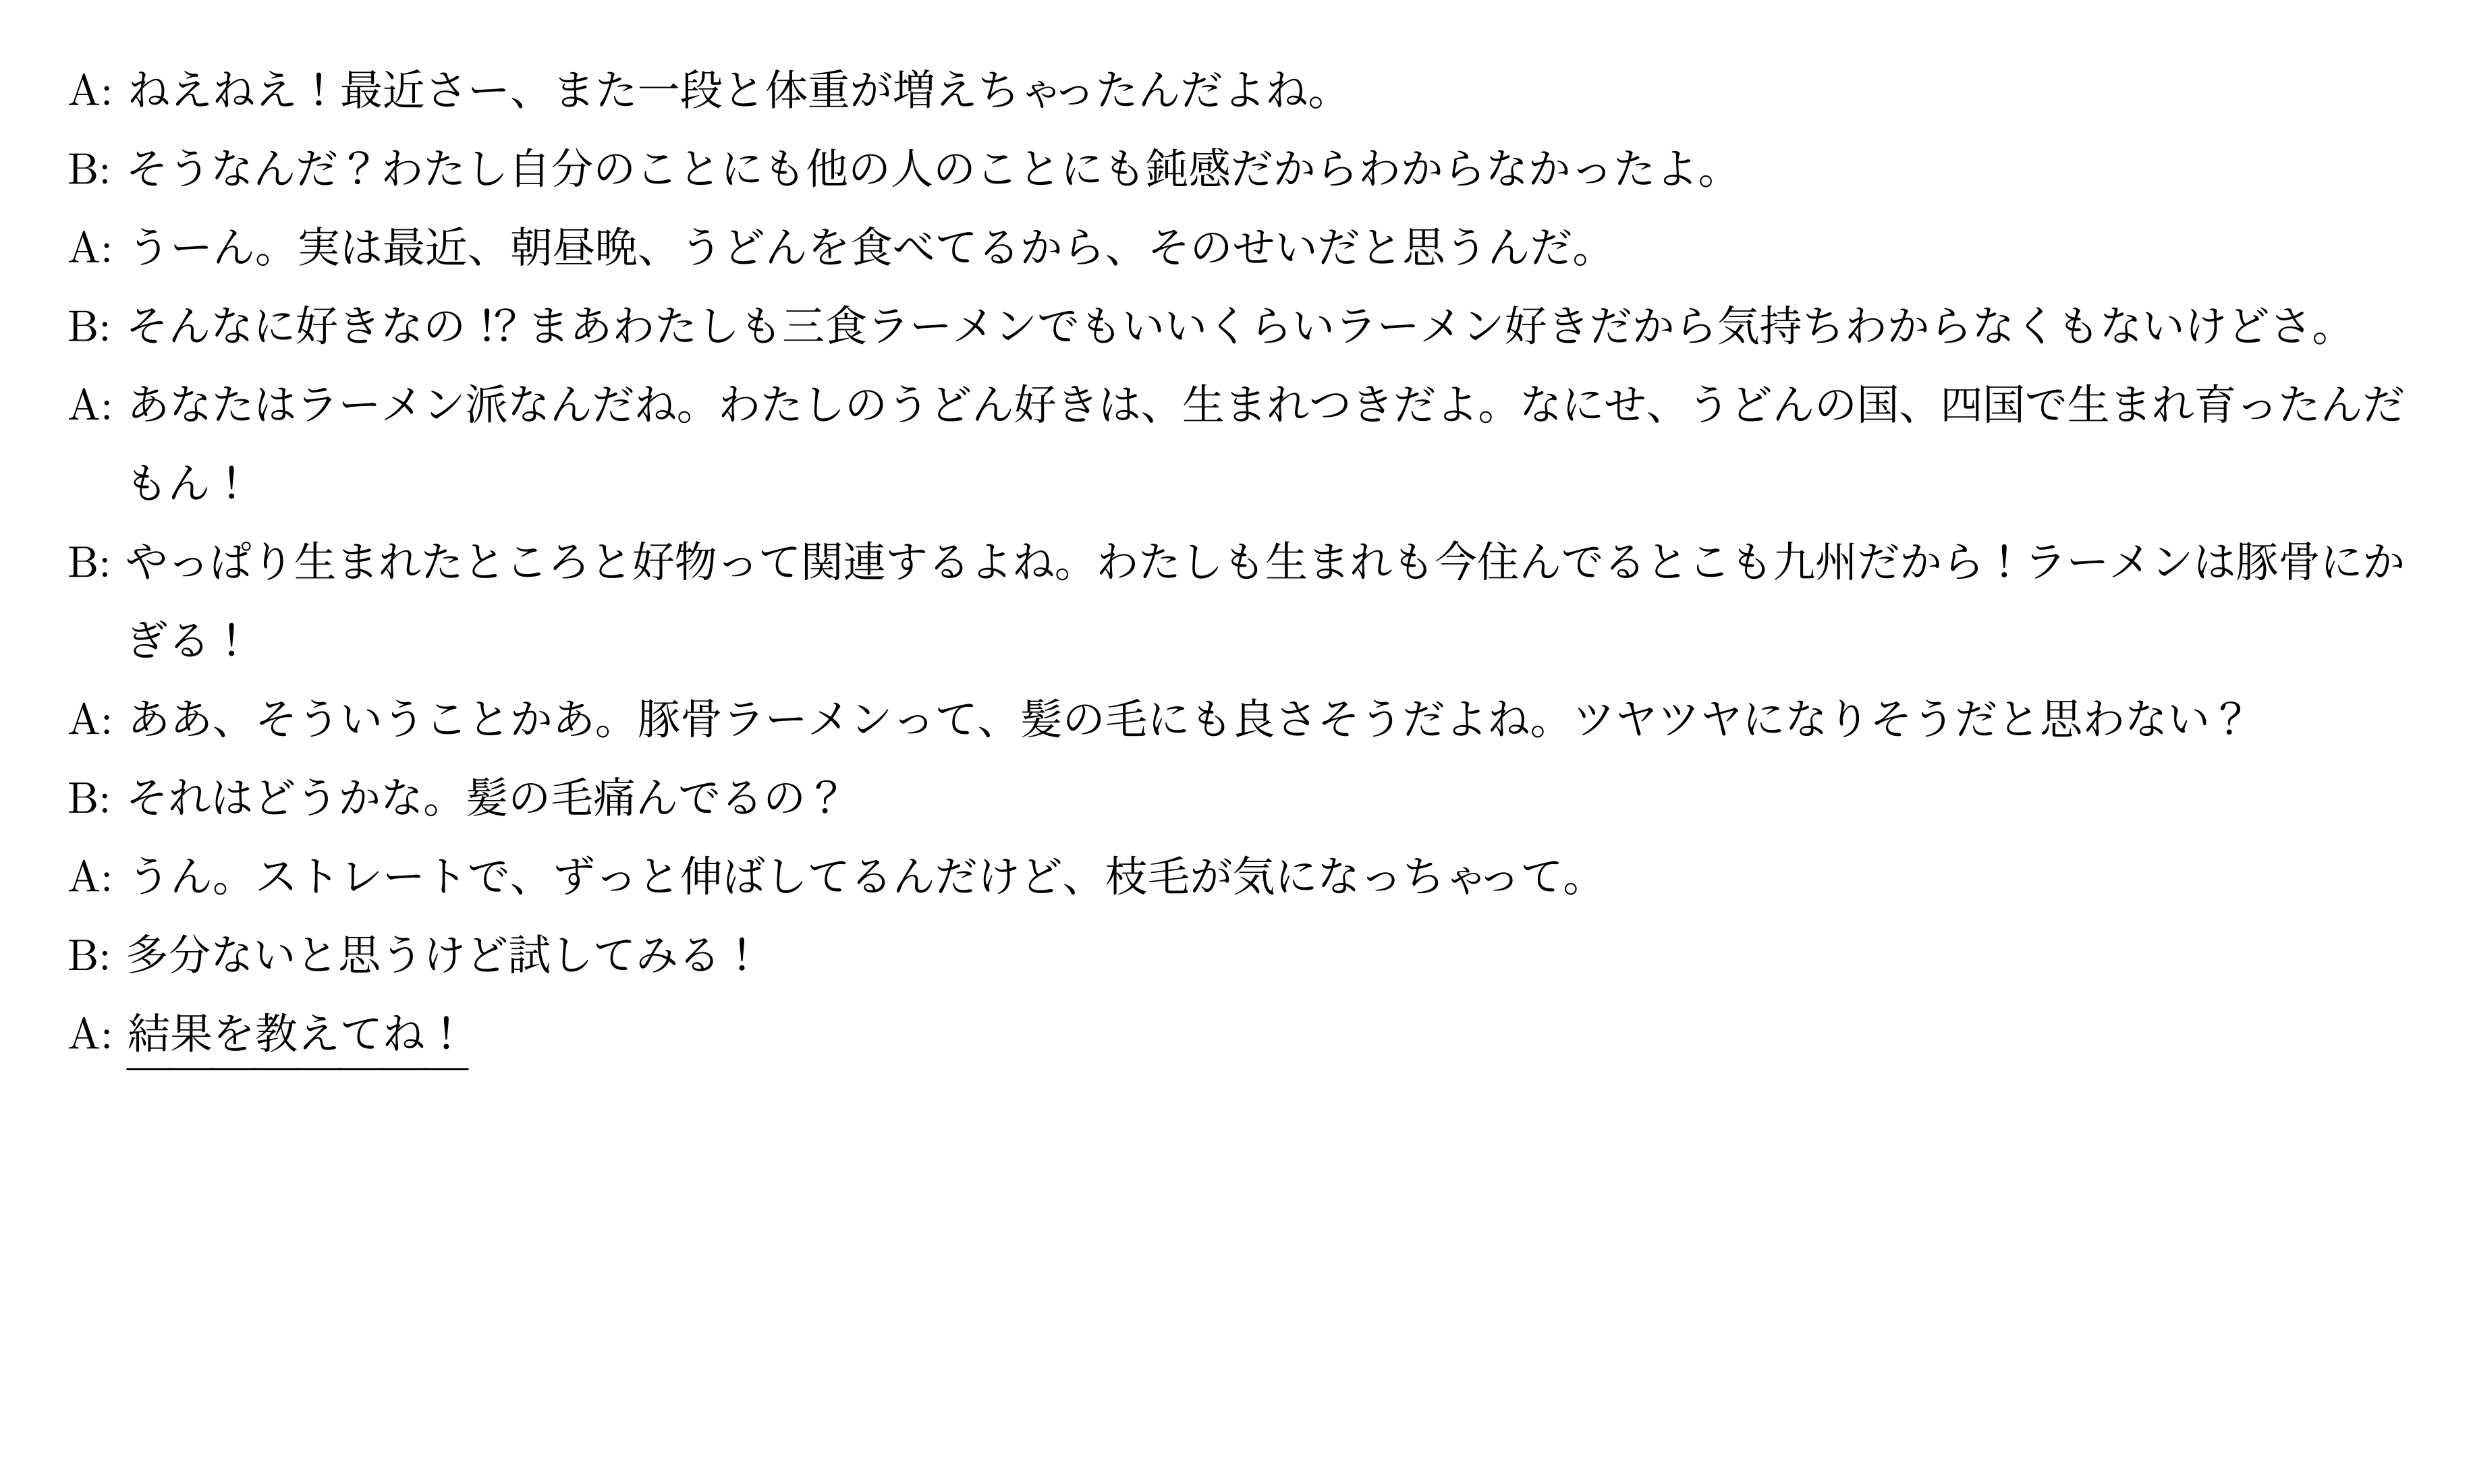 A: ねえねえ！最近さー、また一段と体重が増えちゃったんだよね。
B: そうなんだ？わたし自分のことにも他の人のことにも鈍感だからわからなかったよ。
A: うーん。実は最近、朝昼晩、うどんを食べてるから、そのせいだと思うんだ。
B: そんなに好きなの⁉まあわたしも三食ラーメンでもいいくらいラーメン好きだから気持ちわからなくもないけどさ。
A: あなたはラーメン派なんだね。わたしのうどん好きは、生まれつきだよ。なにせ、うどんの国、四国で生まれ育ったんだ
もん！
B: やっぱり生まれたところと好物って関連するよね。わたしも生まれも今住んでるとこも九州だから！ラーメンは豚骨にか
ぎる！
A: ああ、そういうことかあ。豚骨ラーメンって、髪の毛にも良さそうだよね。ツヤツヤになりそうだと思わない？
B: それはどうかな。髪の毛痛んでるの？
A: うん。ストレートで、ずっと伸ばしてるんだけど、枝毛が気になっちゃって。
B: 多分ないと思うけど試してみる！
A: 結果を教えてね！